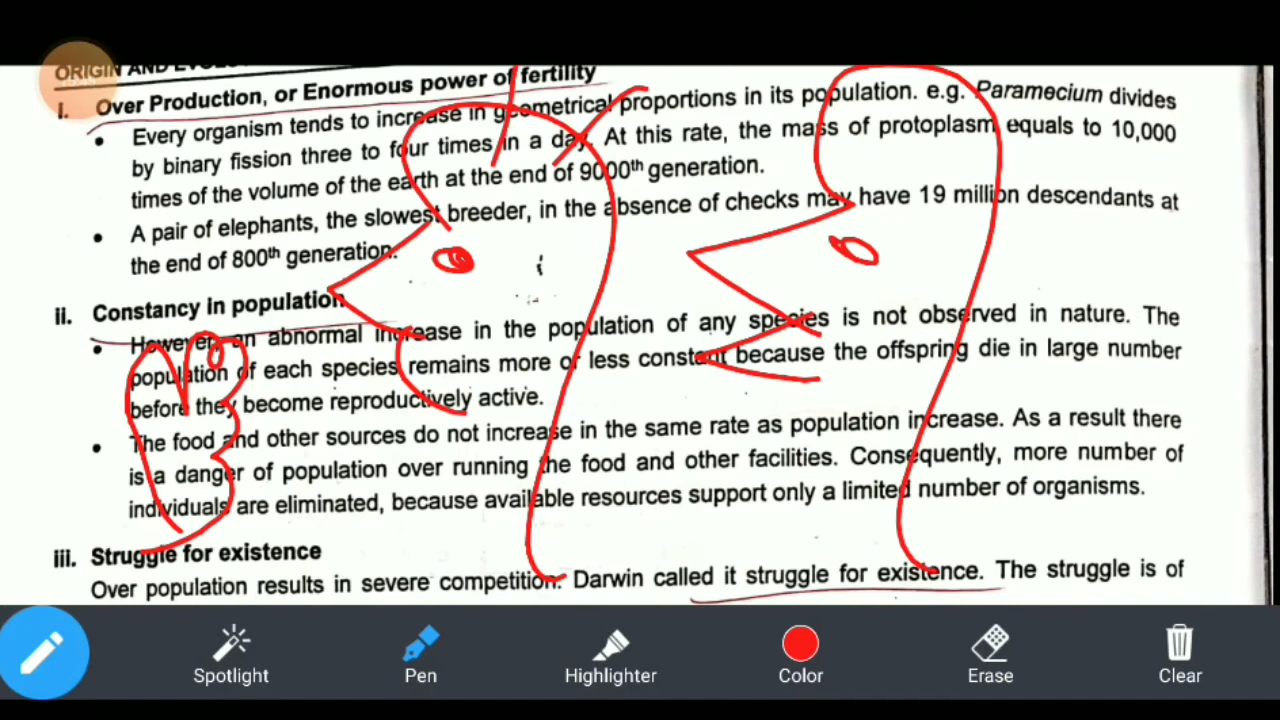 ORIGIN AND
i. Over Production, or Enormous power of fertility
• Every organism tends to increase in geometrical proportions in its population. e.g. Paramecium divides
by binary fission three to four times in a day. At this rate, the mass of protoplasm equals to 10,000
times of the volume of the earth at the end of 9000th generation.
• A pair of elephants, the slowest breeder, in the absence of checks may have 19 million descendants at
the end of 800th generation.
ii. Constancy in population
• However, an abnormal increase in the population of any species is not observed in nature. The
population of each species remains more or less constant because the offspring die in large number
before they become reproductively active.
• The food and other sources do not increase in the same rate as population increase. As a result there
is a danger of population over running the food and other facilities. Consequently, more number of
individuals are eliminated, because available resources support only a limited number of organisms.
iii. Struggle for existence
Over population results in severe competition. Darwin called it struggle for existence. The struggle is of
Spotlight Pen Highlighter Color Erase Clear